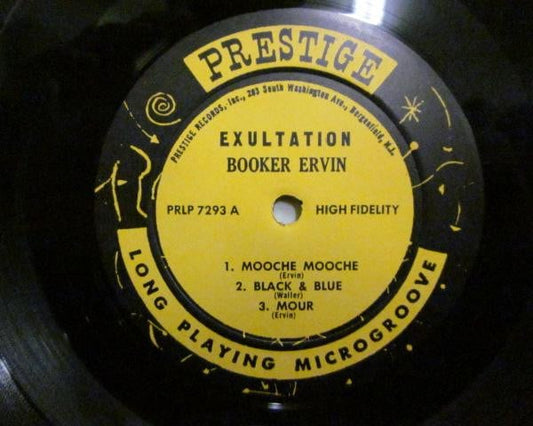 PRESTIGE
PRESTIGE RECORDS, Inc., 203 South Washington Ave., Bergenfield, N.J.
EXULTATION
BOOKER ERVIN
PRLP 7293 A HIGH FIDELITY
1. MOOCHE MOOCHE
(Ervin)
2. BLACK & BLUE
(Waller)
3. MOUR
(Ervin)
LONG PLAYING MICROGROOVE